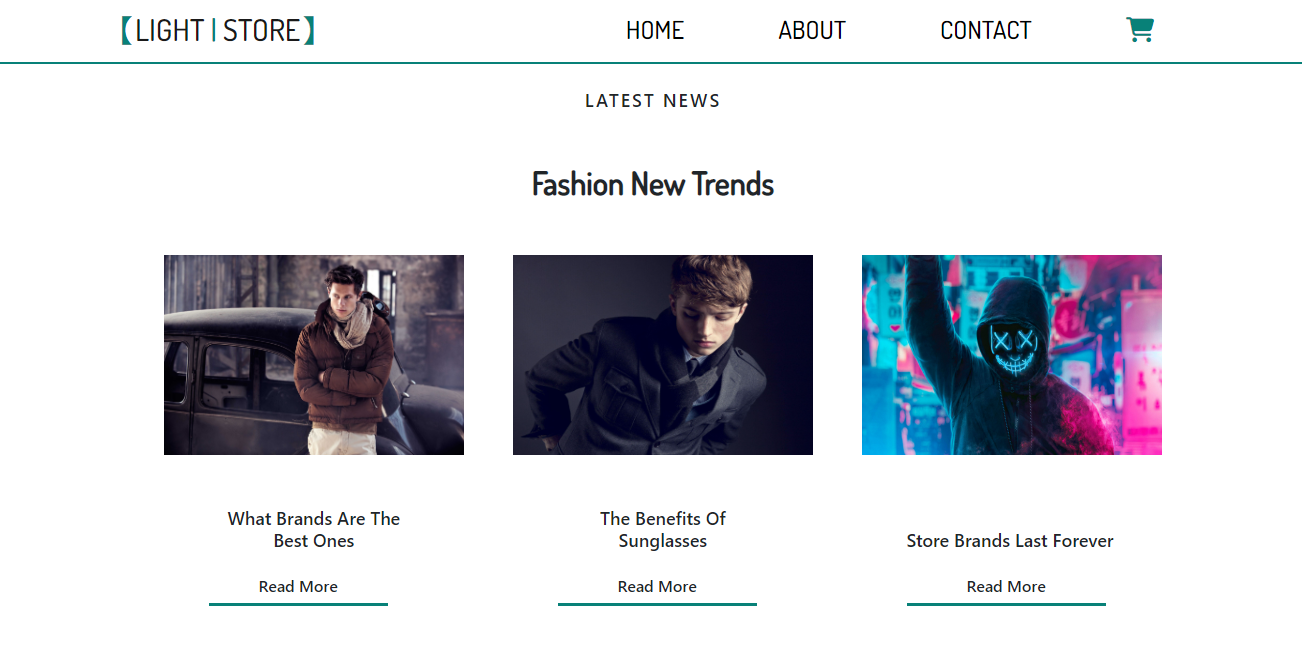 【LIGHT | STORE】 HOME ABOUT CONTACT
LATEST NEWS
Fashion New Trends
What Brands Are The
Best Ones
Read More
The Benefits Of
Sunglasses
Read More
Store Brands Last Forever
Read More